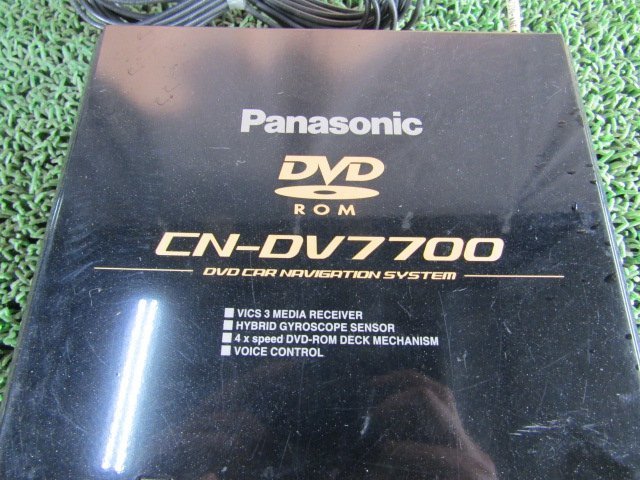 Panasonic
DVD
ROM
CN-DV7700
DVD CAR NAVIGATION SYSTEM
VICS 3 MEDIA RECEIVER
HYBRID GYROSCOPE SENSOR
4 x speed DVD-ROM DECK MECHANISM
VOICE CONTROL